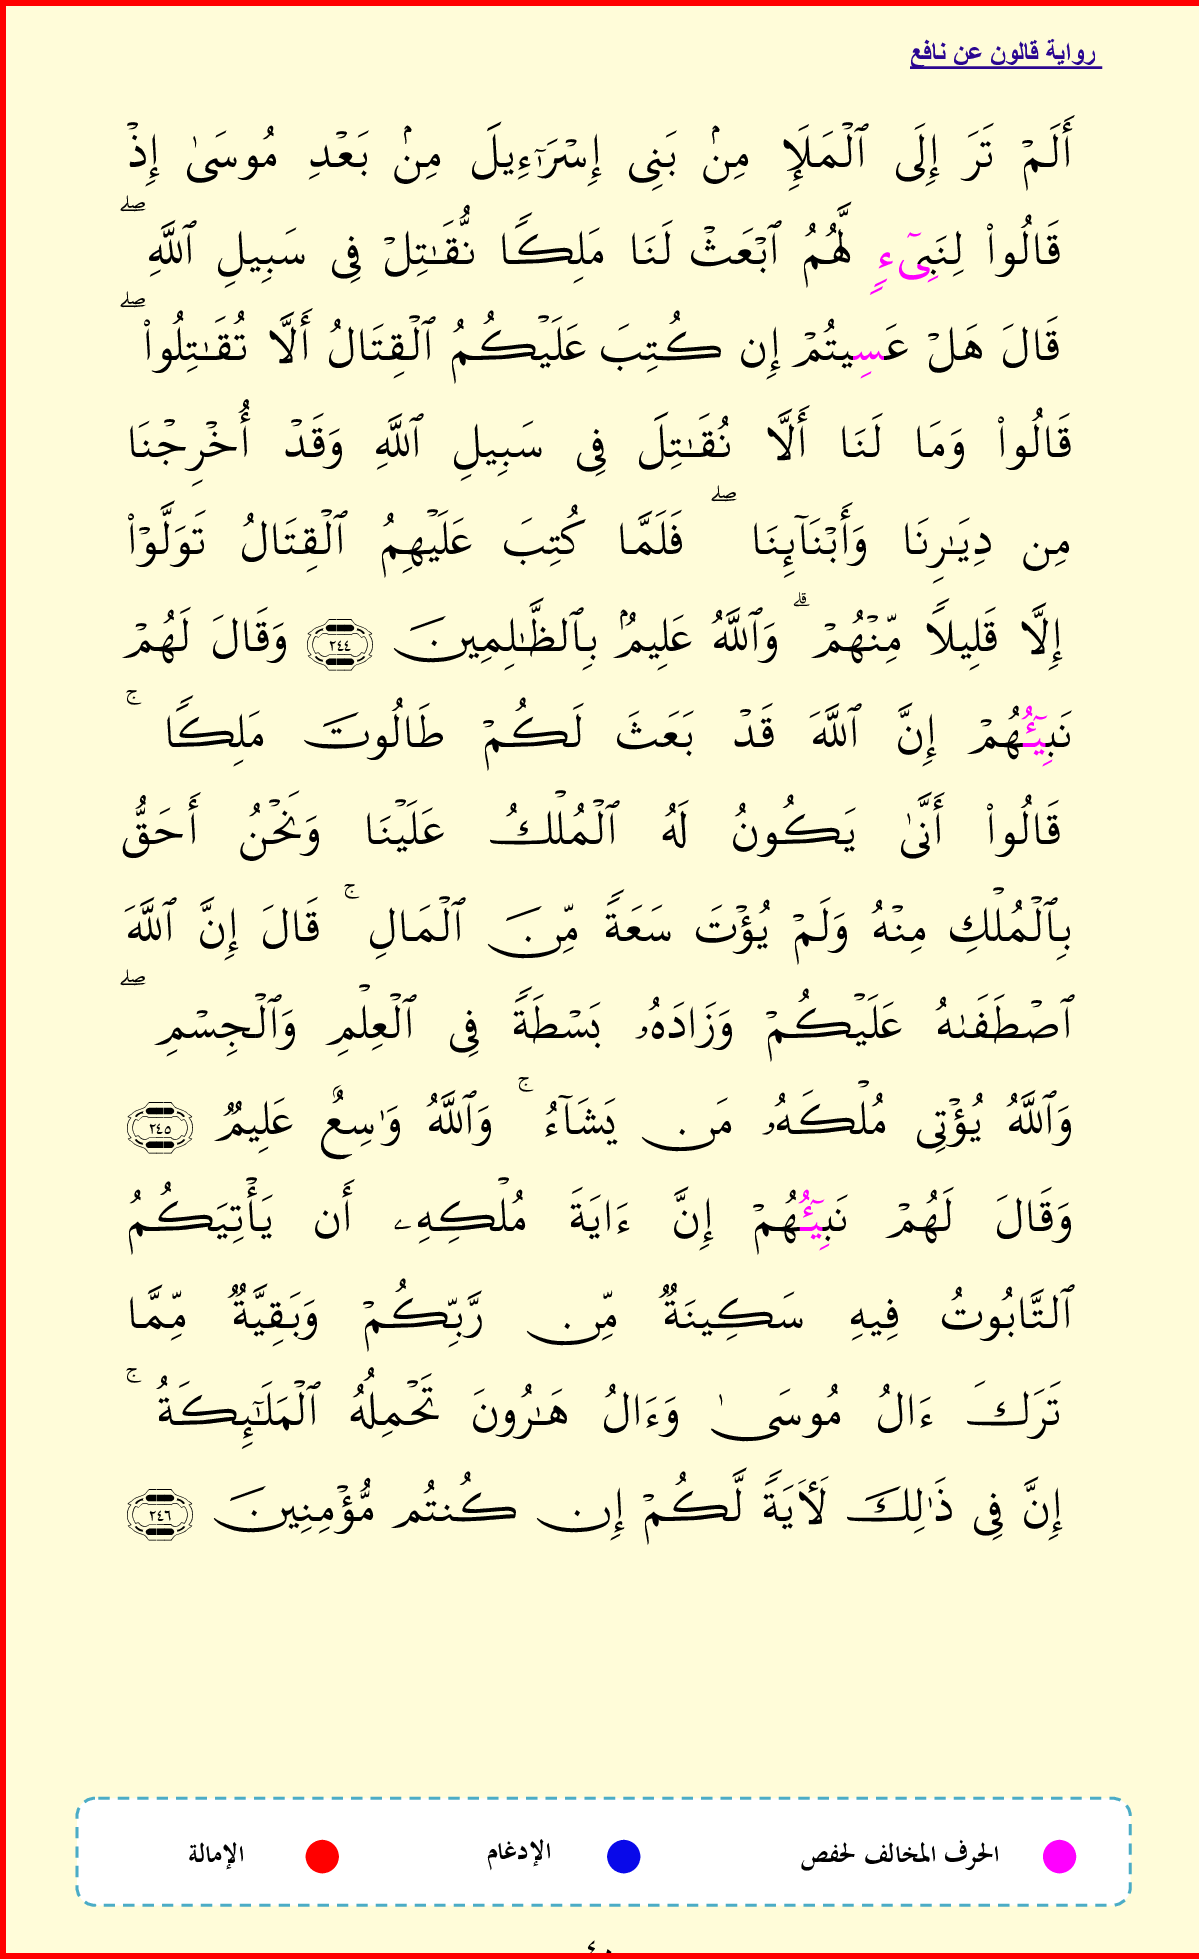 رواية قالون عن نافع
أَلَمۡ تَرَ إِلَى ٱلۡمَلَإِ مِنۢ بَنِى إِسۡرَآءِيلَ مِنۢ بَعۡدِ مُوسَىٰ إِذۡ
قَالُواْ لِنَبِىٓءٖ لَّهُمُ ٱبۡعَثۡ لَنَا مَلِكٗا نُّقَٰتِلۡ فِى سَبِيلِ ٱللَّهِ ۖ
قَالَ هَلۡ عَسِيتُمۡ إِن كُتِبَ عَلَيۡكُمُ ٱلۡقِتَالُ أَلَّا تُقَٰتِلُواْ ۖ
قَالُواْ وَمَا لَنَا أَلَّا نُقَٰتِلَ فِى سَبِيلِ ٱللَّهِ وَقَدۡ أُخۡرِجۡنَا
مِن دِيَٰرِنَا وَأَبۡنَآئِنَا ۖ فَلَمَّا كُتِبَ عَلَيۡهِمُ ٱلۡقِتَالُ تَوَلَّوۡاْ
إِلَّا قَلِيلٗا مِّنۡهُمۡ ۗ وَٱللَّهُ عَلِيمُۢ بِٱلظَّٰلِمِينَ ٢٤٤ وَقَالَ لَهُمۡ
نَبِيٓـُٔهُمۡ إِنَّ ٱللَّهَ قَدۡ بَعَثَ لَكُمۡ طَالُوتَ مَلِكٗا ۚ
قَالُواْ أَنَّىٰ يَكُونُ لَهُ ٱلۡمُلۡكُ عَلَيۡنَا وَنَحۡنُ أَحَقُّ
بِٱلۡمُلۡكِ مِنۡهُ وَلَمۡ يُؤۡتَ سَعَةٗ مِّنَ ٱلۡمَالِ ۚ قَالَ إِنَّ ٱللَّهَ
ٱصۡطَفَىٰهُ عَلَيۡكُمۡ وَزَادَهُۥ بَسۡطَةٗ فِى ٱلۡعِلۡمِ وَٱلۡجِسۡمِ ۖ
وَٱللَّهُ يُؤۡتِى مُلۡكَهُۥ مَن يَشَآءُ ۚ وَٱللَّهُ وَٰسِعٌ عَلِيمٞ ٢٤٥
وَقَالَ لَهُمۡ نَبِيٓـُٔهُمۡ إِنَّ ءَايَةَ مُلۡكِهِۦ أَن يَأۡتِيَكُمُ
ٱلتَّابُوتُ فِيهِ سَكِينَةٞ مِّن رَّبِّكُمۡ وَبَقِيَّةٞ مِّمَّا
تَرَكَ ءَالُ مُوسَىٰ وَءَالُ هَٰرُونَ تَحۡمِلُهُ ٱلۡمَلَٰٓئِكَةُ ۚ
إِنَّ فِى ذَٰلِكَ لَأٓيَةٗ لَّكُمۡ إِن كُنتُم مُّؤۡمِنِينَ ٢٤٦
الحرف المخالف لحفص الإدغام الإمالة
٤٠